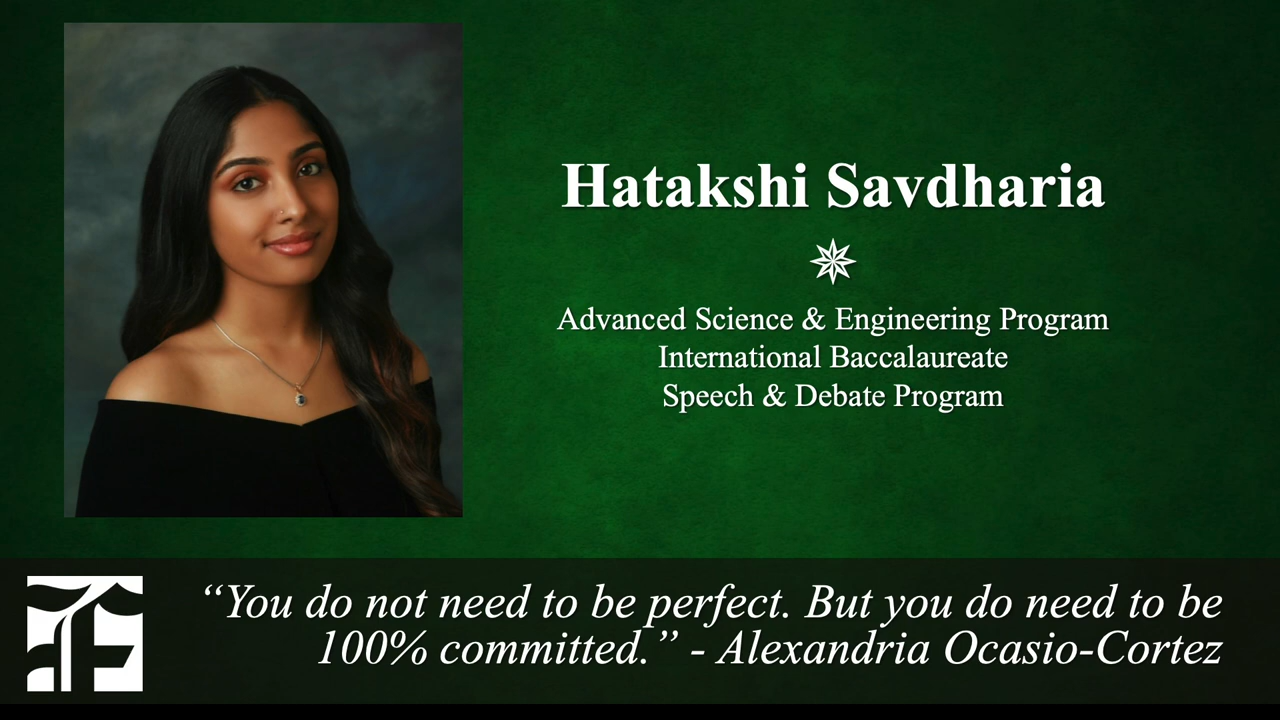 Hatakshi Savdharia
Advanced Science & Engineering Program
International Baccalaureate
Speech & Debate Program
“You do not need to be perfect. But you do need to be
100% committed.” - Alexandria Ocasio-Cortez